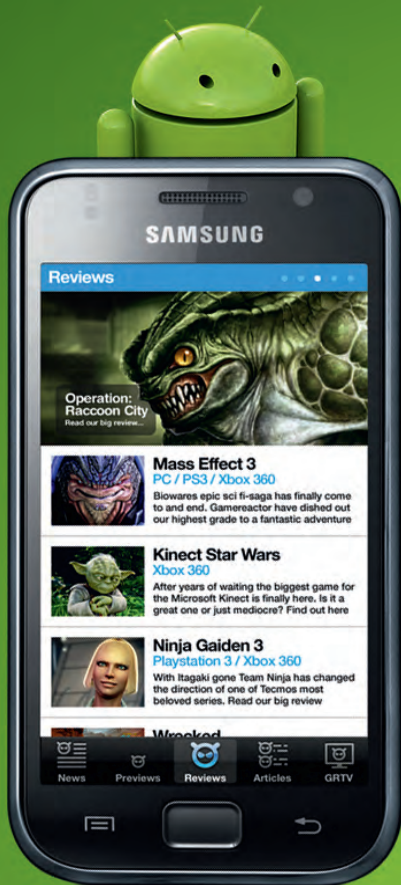 SAMSUNG
Reviews
Operation:
Raccoon City
Read our big review...
Mass Effect 3
PC / PS3 / Xbox 360
Biowares epic sci fi-saga has finally come
to and end. Gamereactor have dished out
our highest grade to a fantastic adventure
Kinect Star Wars
Xbox 360
After years of waiting the biggest game for
the Microsoft Kinect is finally here. Is it a
great one or just mediocre? Find out here
Ninja Gaiden 3
Playstation 3 / Xbox 360
With Itagaki gone Team Ninja has changed
the direction of one of Tecmos most
beloved series. Read our big review
Wrecked
News Previews Reviews Articles GRTV